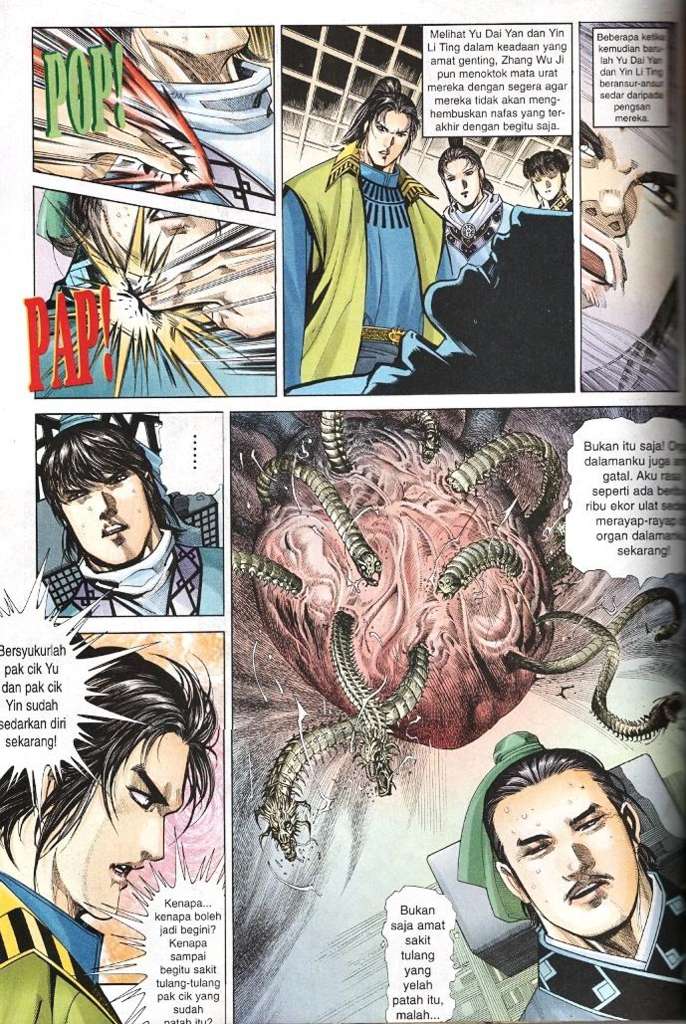 POP!
PAP!
Melihat Yu Dai Yan dan Yin
Li Ting dalam keadaan yang
amat genting, Zhang Wu Ji
pun menoktok mata urat
mereka dengan segera agar
mereka tidak akan meng-
hembuskan nafas yang ter-
akhir dengan begitu saja.
Beberapa ketika
kemudian baru-
lah Yu Dai Yan
dan Yin Li Ting
beransur-ansur
sedar daripada
pengsan
mereka.
......
Bersyukurlah
pak cik Yu
dan pak cik
Yin sudah
sedarkan diri
sekarang!
Kenapa...
kenapa boleh
jadi begini?
Kenapa
sampai
begitu sakit
tulang-tulang
pak cik yang
sudah
patah itu?
Bukan
saja amat
sakit
tulang
yang
yelah
patah itu,
malah...
Bukan itu saja!
dalamanku juga
gatal. Aku
seperti ada
ribu ekor ulat
merayap-rayap
organ dalaman
sekarang!